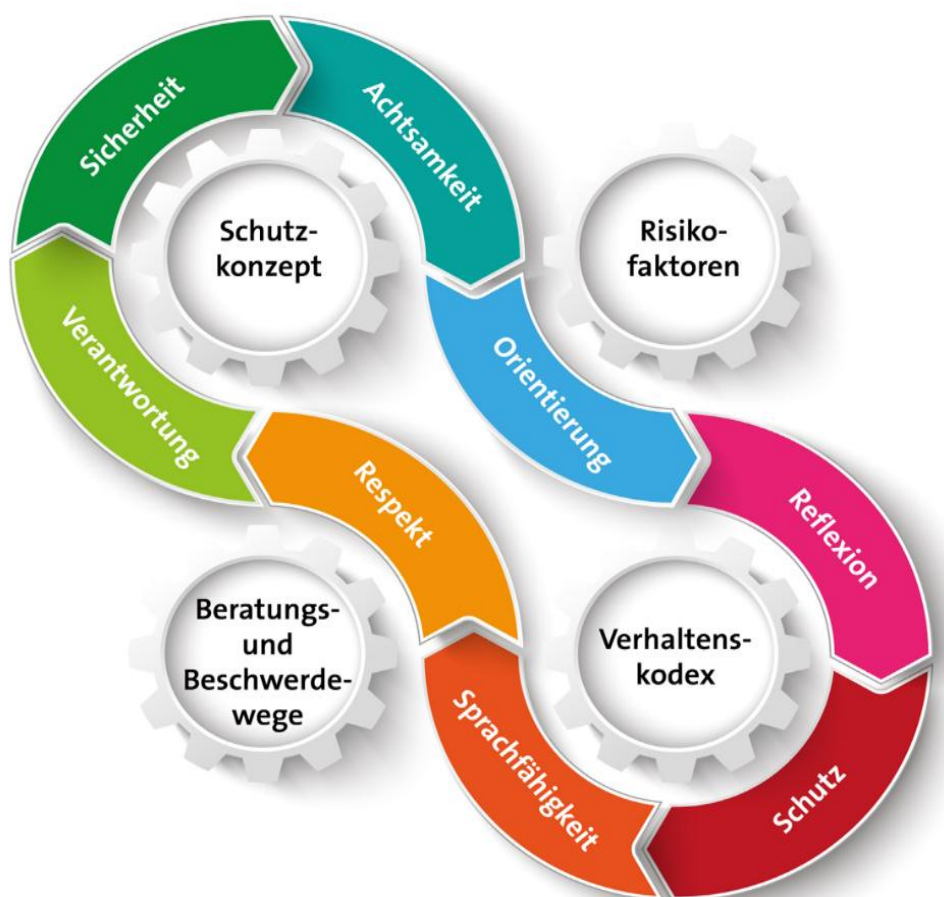 Sicherheit
Achtsamkeit
Schutz-
konzept
Risiko-
faktoren
Verantwortung
Orientierung
Respekt
Reflexion
Beratungs-
und
Beschwerde-
wege
Verhaltens-
kodex
Sprachfähigkeit
Schutz